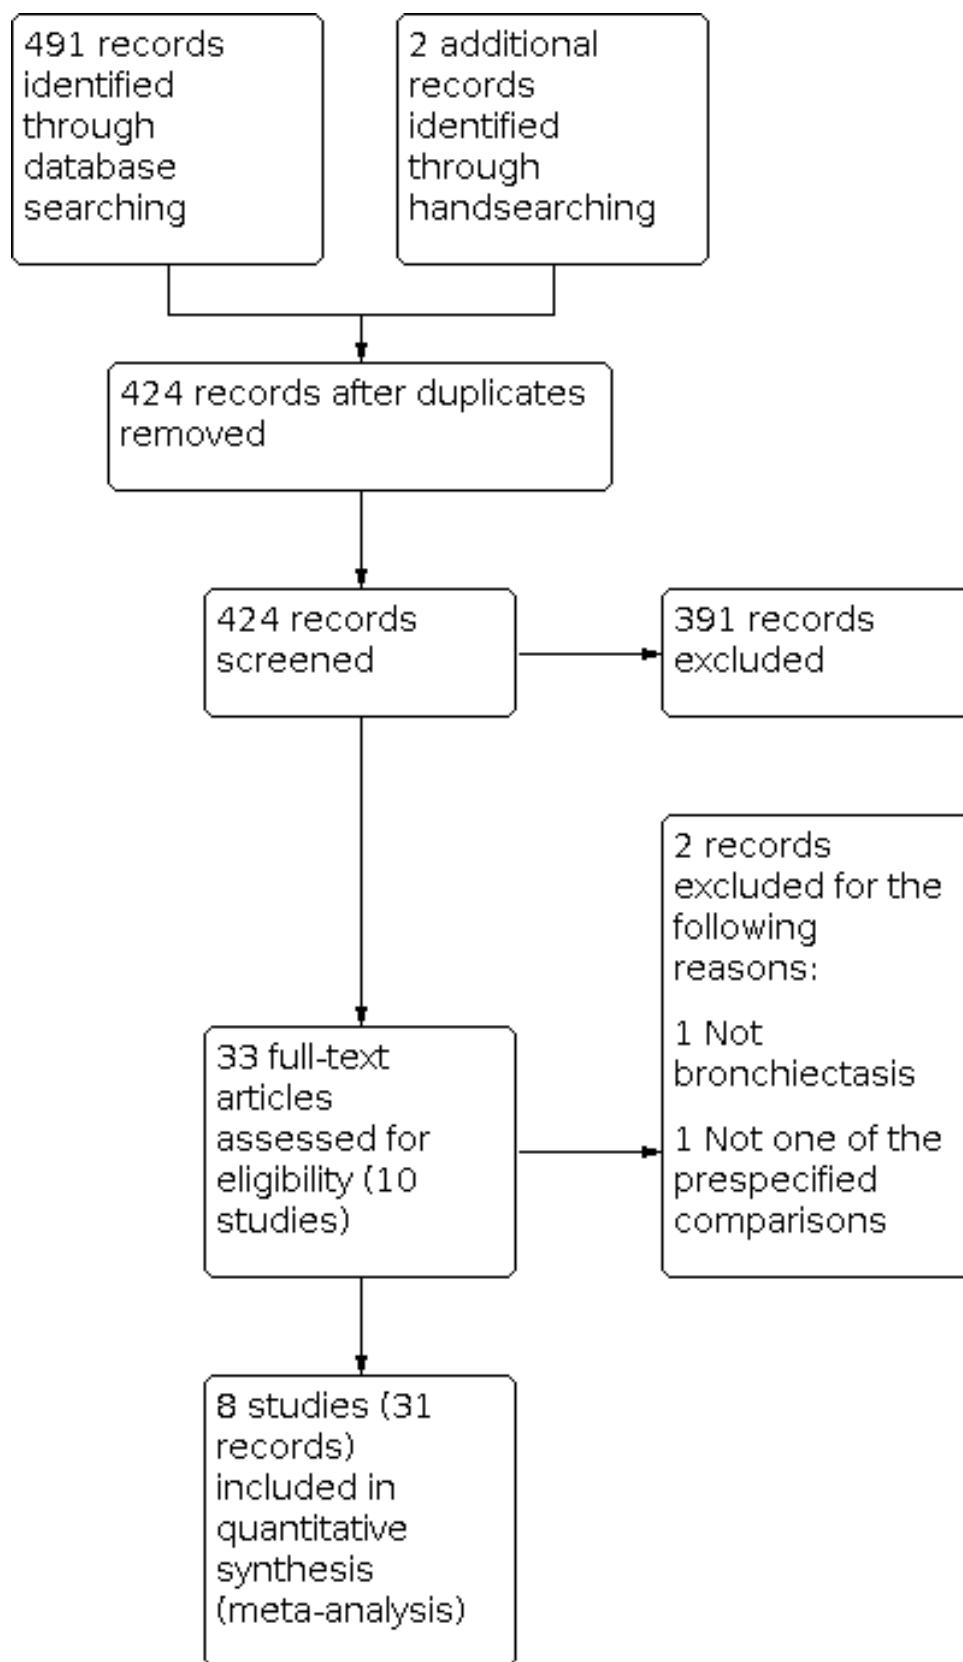 491 records
identified
through
database
searching
2 additional
records
identified
through
handsearching
424 records after duplicates
removed
424 records
screened
391 records
excluded
2 records
excluded for the
following
reasons:
1 Not
bronchiectasis
1 Not one of the
prespecified
comparisons
33 full-text
articles
assessed for
eligibility (10
studies)
8 studies (31
records)
included in
quantitative
synthesis
(meta-analysis)